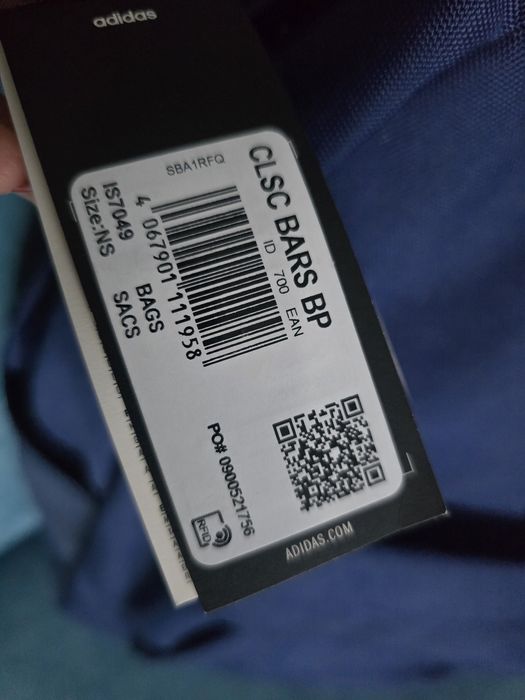 adidas
SBA1RFQ
CLSC BARS BP
ID 700 EAN
4 067901 111958
IS7049 BAGS
Size:NS SACS
PO# 0900521756
RFID
ADIDAS.COM